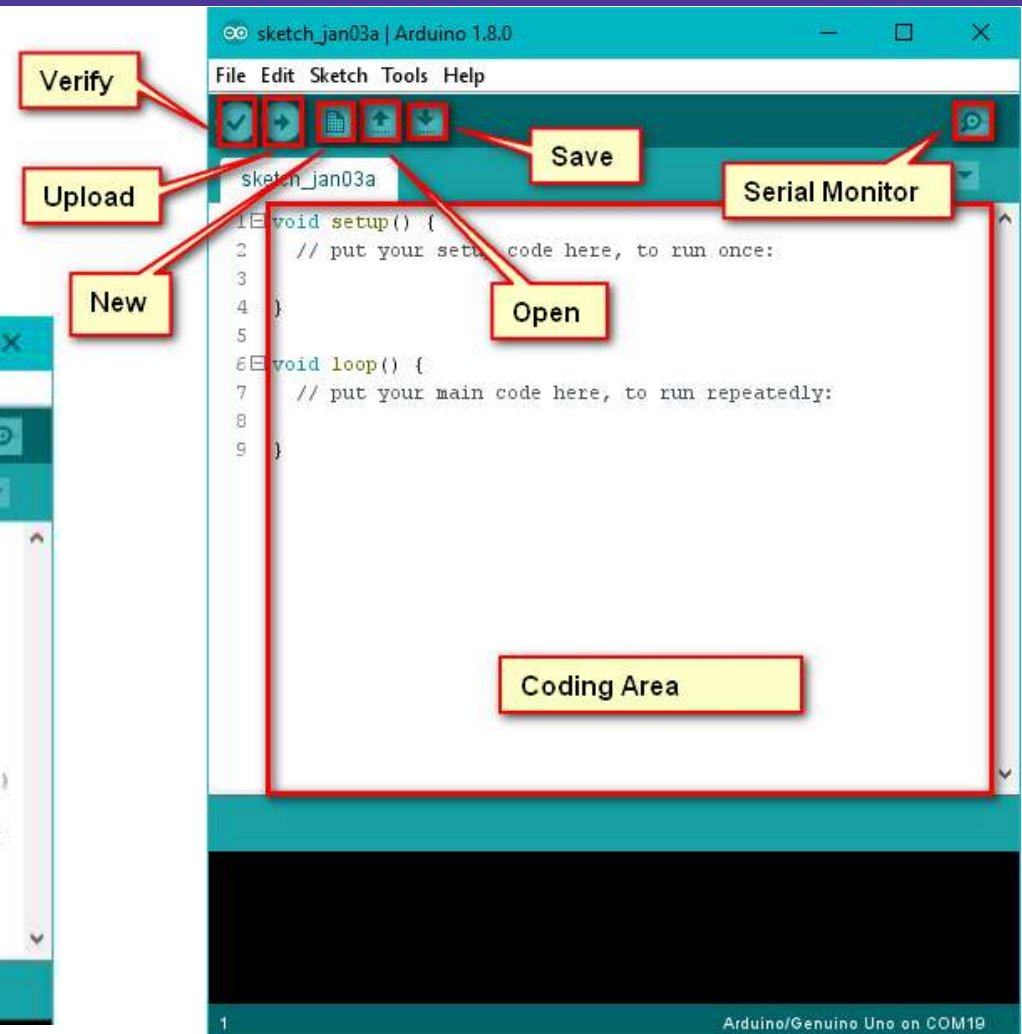 sketch_jan03a | Arduino 1.8.0
File Edit Sketch Tools Help
Verify
Save
Upload
sketch_jan03a
Serial Monitor
New
Open
1 void setup() {
2 // put your setup code here, to run once:
3
4 }
5
6 void loop() {
7 // put your main code here, to run repeatedly:
8
9 }
Coding Area
1 Arduino/Genuino Uno on COM19